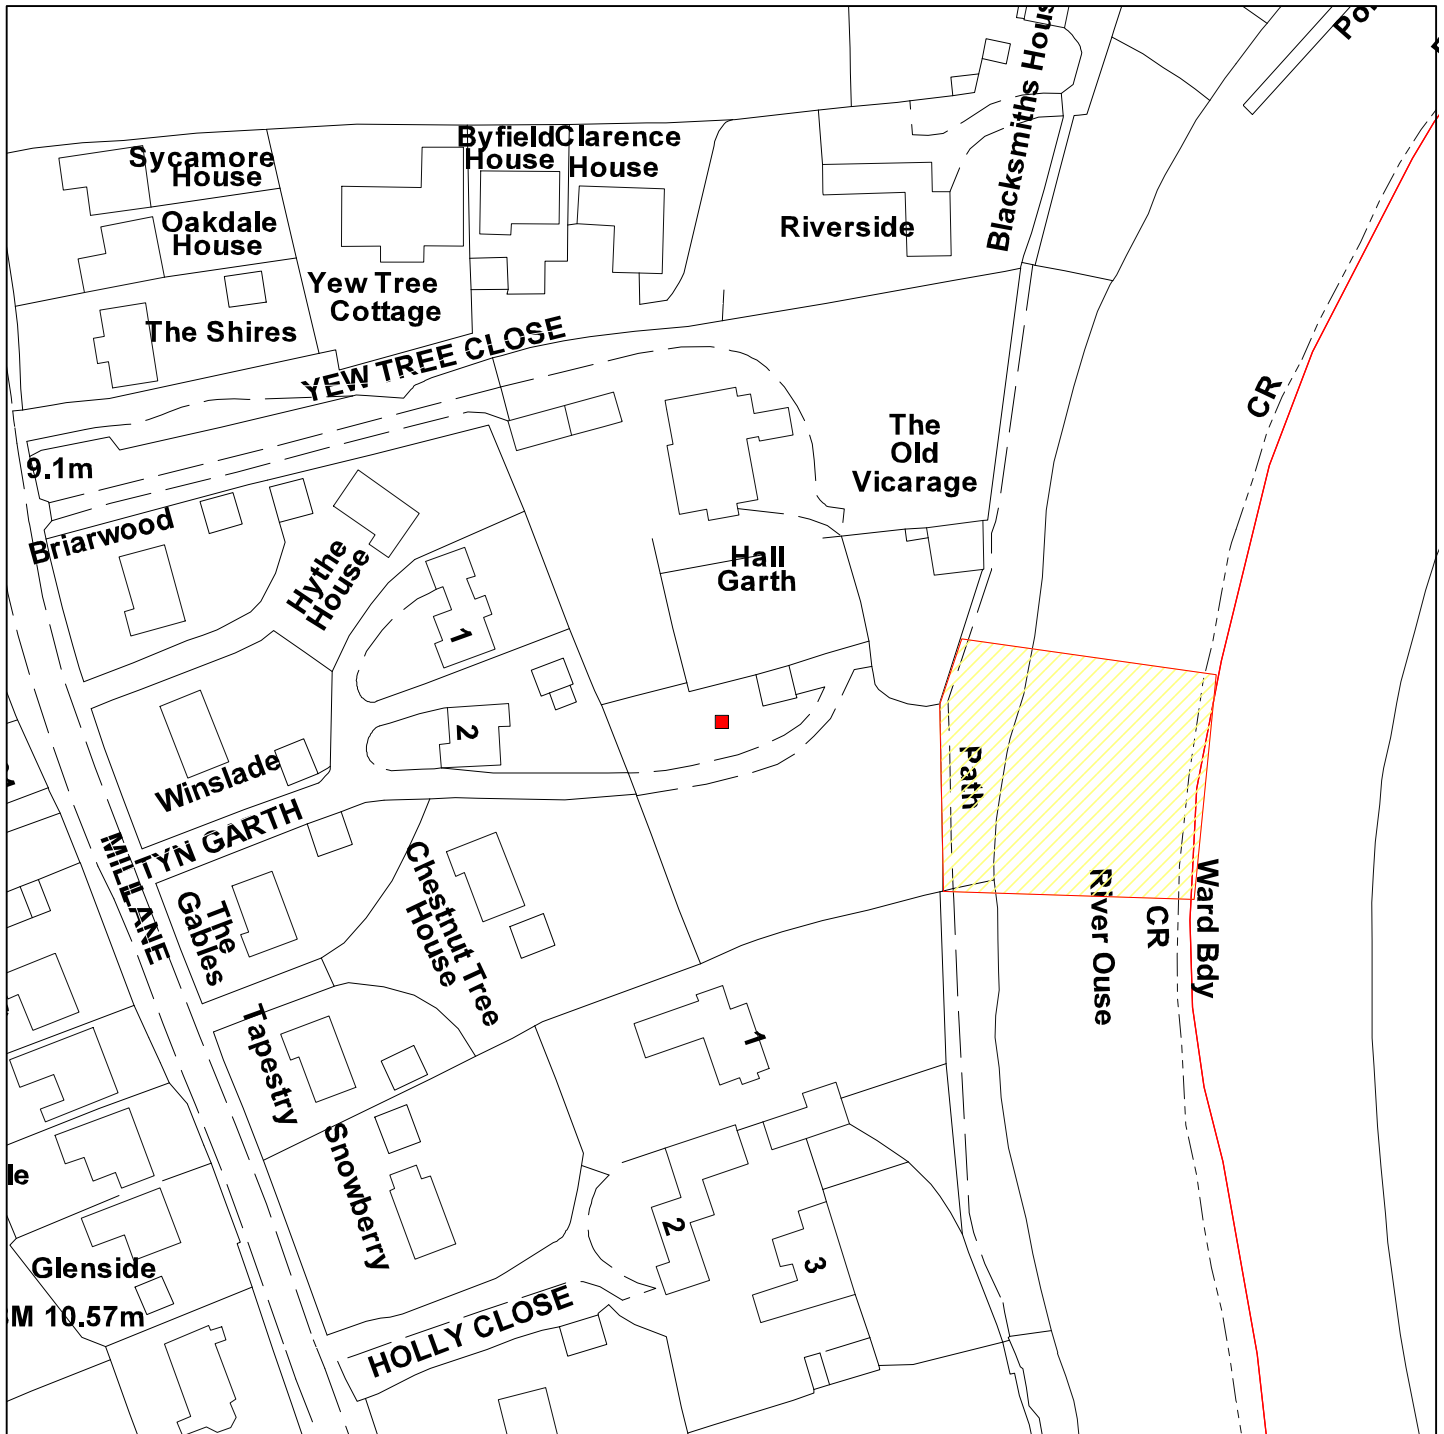 Blacksmiths Hous
Po
Sycamore
House
Byfield
House
Clarence
House
Oakdale
House
Riverside
Yew Tree
Cottage
The Shires
YEW TREE CLOSE
CR
The
Old
Vicarage
9.1m
Briarwood
Hythe
House
Hall
Garth
1
2
Path
Winslade
TYN GARTH
MILL LANE
The
Gables
Chestnut Tree
House
River Ouse
CR
Ward Bdy
Tapestry
1
Snowberry
le
2
3
Glenside
M 10.57m
HOLLY CLOSE